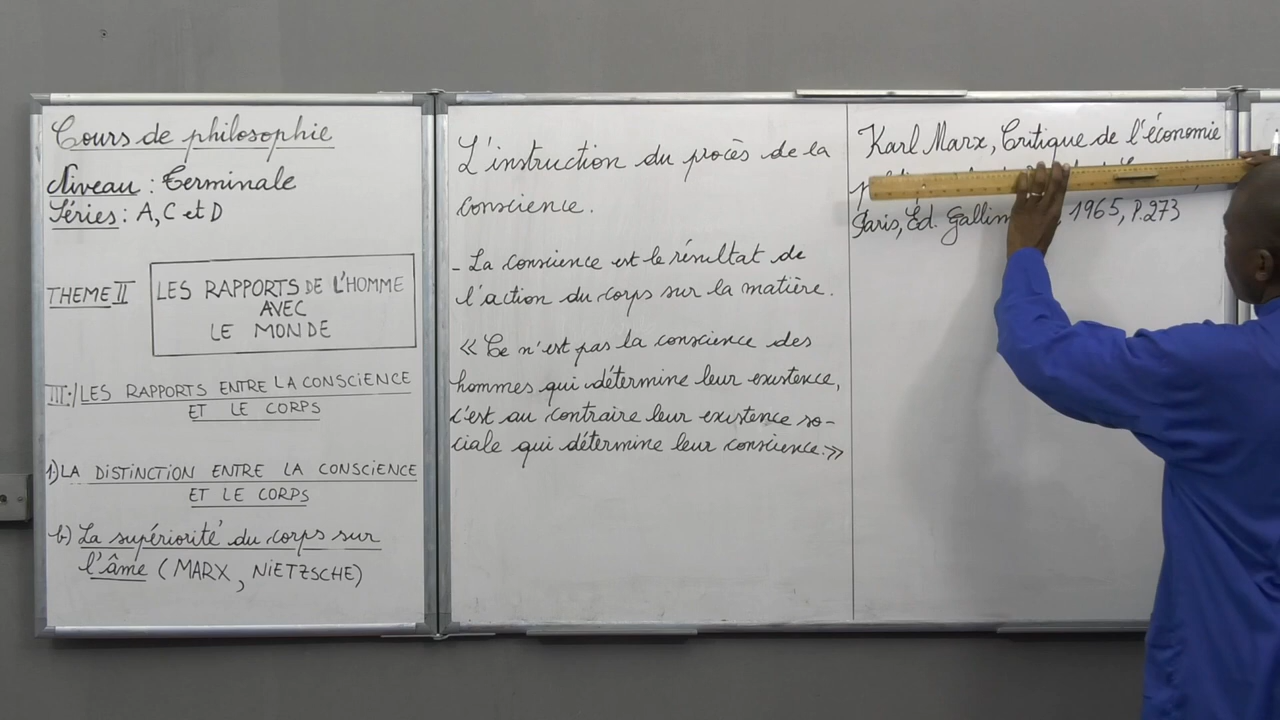 Cours de philosophie
Niveau : Terminale
Séries : A, C et D
THEME II
LES RAPPORTS DE L'HOMME
AVEC
LE MONDE
III-/ LES RAPPORTS ENTRE LA CONSCIENCE
ET LE CORPS
1) LA DISTINCTION ENTRE LA CONSCIENCE
ET LE CORPS
b) La supériorité du corps sur
l'âme (MARX, NIETZSCHE)
L'instruction du procès de la
conscience.
- La conscience est le résultat de
l'action du corps sur la matière.
« Ce n'est pas la conscience des
hommes qui détermine leur existence,
c'est au contraire leur existence so-
ciale qui détermine leur conscience.»
Karl Marx, Critique de l'économie
Paris, Ed. 1965, P.273